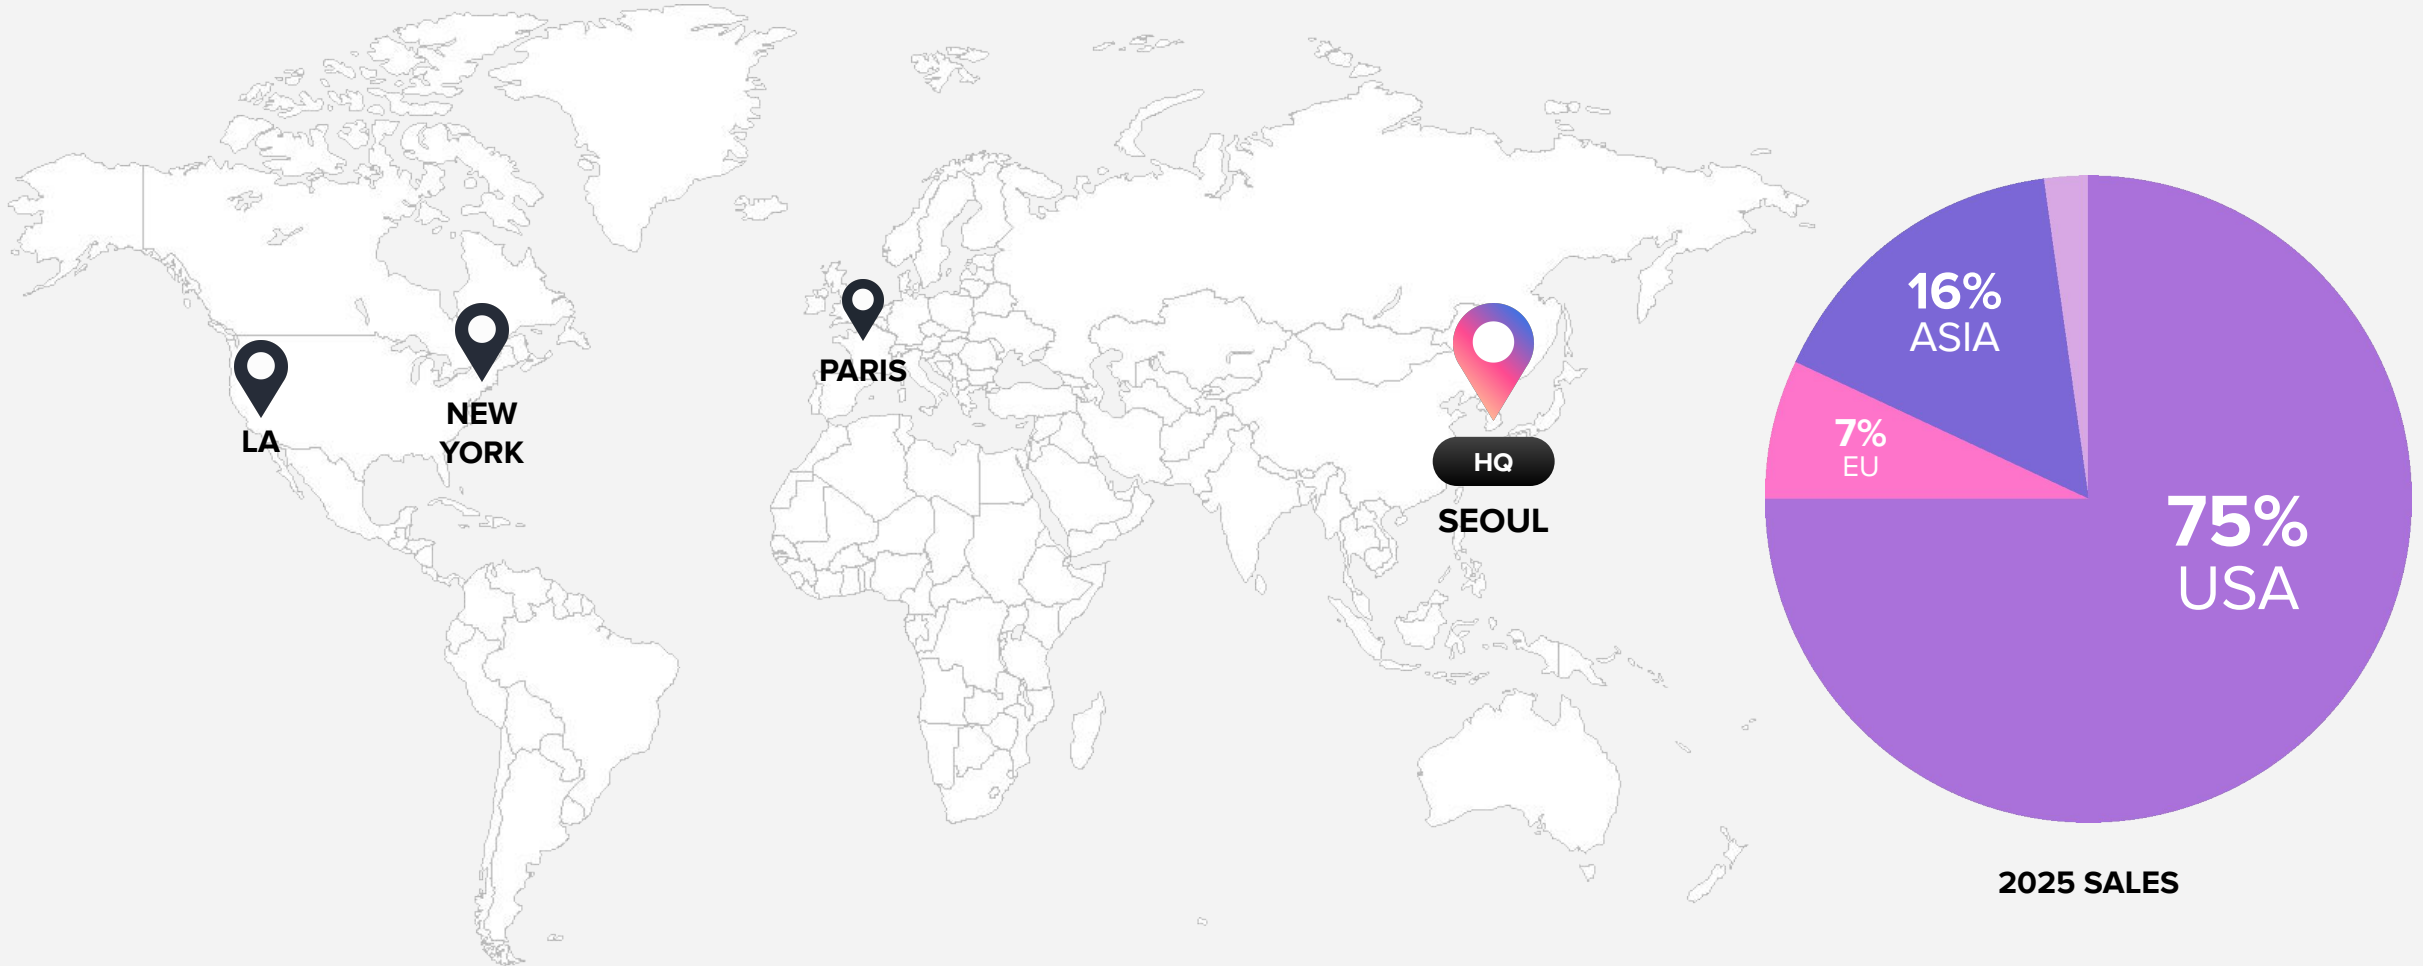 LA
NEW
YORK
PARIS
HQ
SEOUL
16%
ASIA
7%
EU
75%
USA
2025 SALES